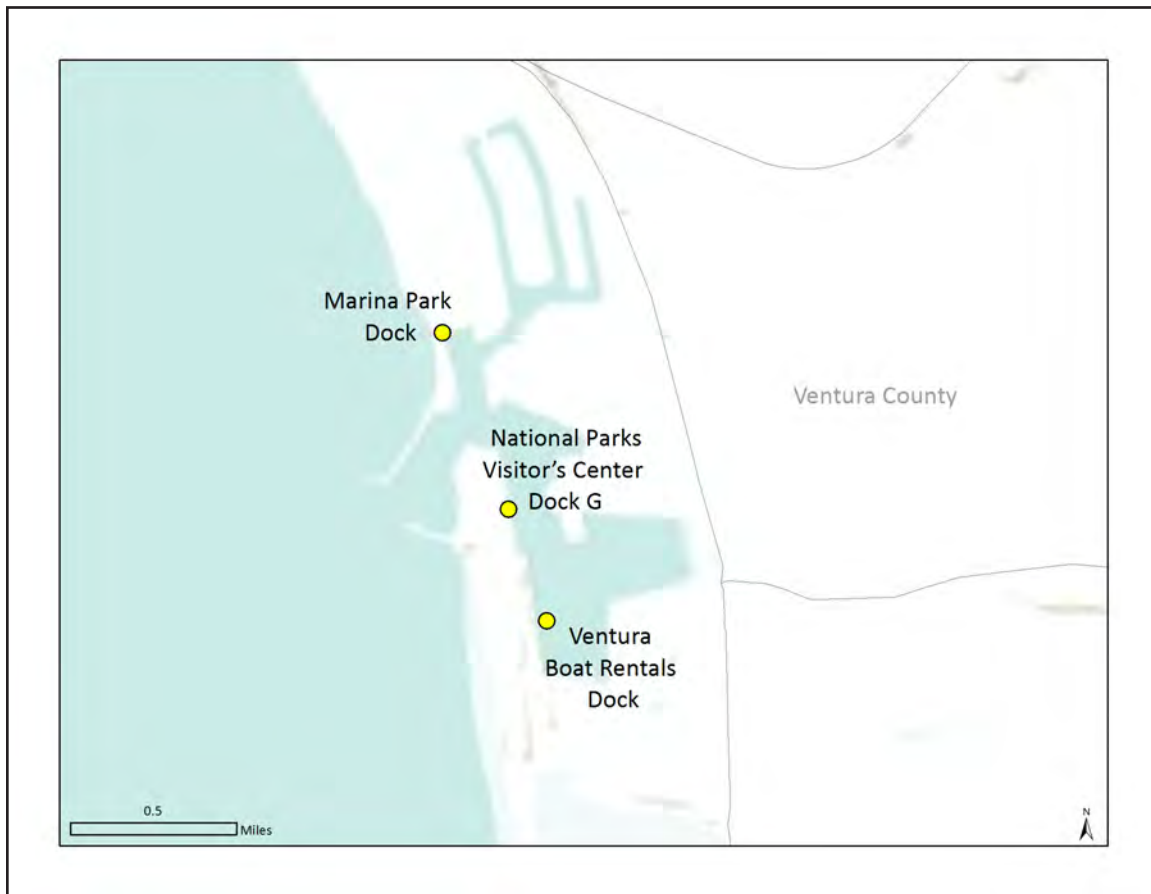 Marina Park
Dock
Ventura County
National Parks
Visitor’s Center
Dock G
Ventura
Boat Rentals
Dock
0.5
Miles
N